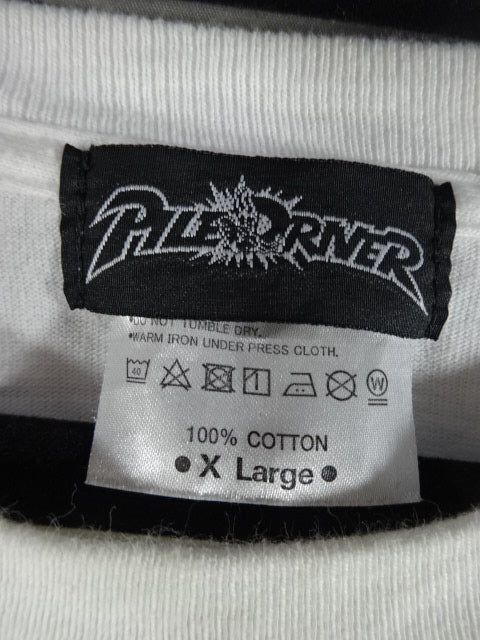 PILEDRIVER
•DO NOT TUMBLE DRY.
•WARM IRON UNDER PRESS CLOTH.
40 W
100% COTTON
• X Large •